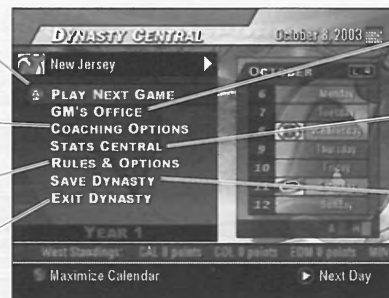 DYNASTY CENTRAL
October 8, 2003
New Jersey
PLAY NEXT GAME
GM'S OFFICE
COACHING OPTIONS
STATS CENTRAL
RULES & OPTIONS
SAVE DYNASTY
EXIT DYNASTY
YEAR 1
OCTOBER
6 Monday
7 Tuesday
8 Wednesday
9 Thursday
10 Friday
11
12 Sunday
West Standings: CAL 0 points COL 0 points EDM 0 points
Maximize Calendar
Next Day